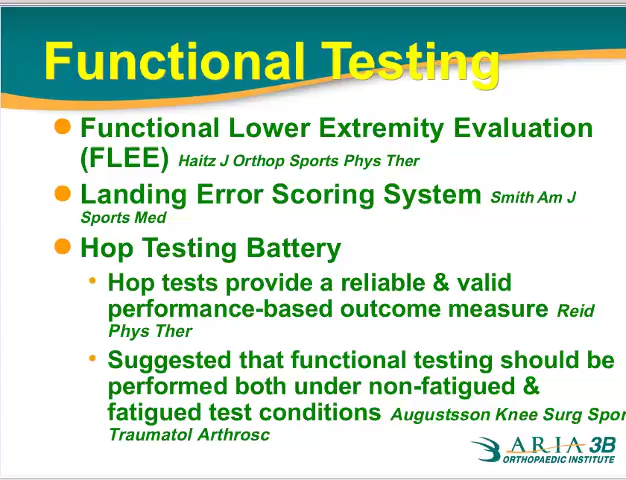 Functional Testing
Functional Lower Extremity Evaluation
(FLEE) Haitz J Orthop Sports Phys Ther
Landing Error Scoring System Smith Am J
Sports Med
Hop Testing Battery
Hop tests provide a reliable & valid
performance-based outcome measure Reid
Phys Ther
Suggested that functional testing should be
performed both under non-fatigued &
fatigued test conditions Augustsson Knee Surg Spor
Traumatol Arthrosc
ARIA 3B
ORTHOPAEDIC INSTITUTE